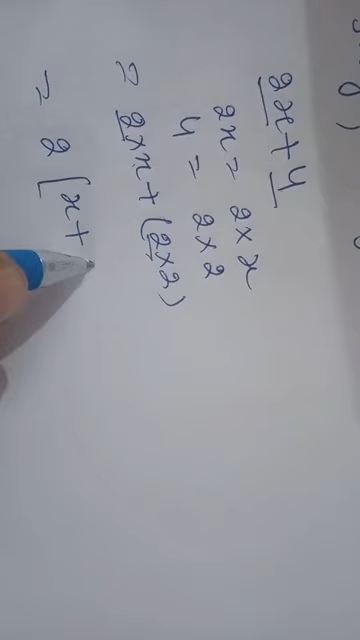 2x + 4
2x = 2 × x
4 = 2 × 2
= 2 × x + (2 × 2)
= 2 [x +